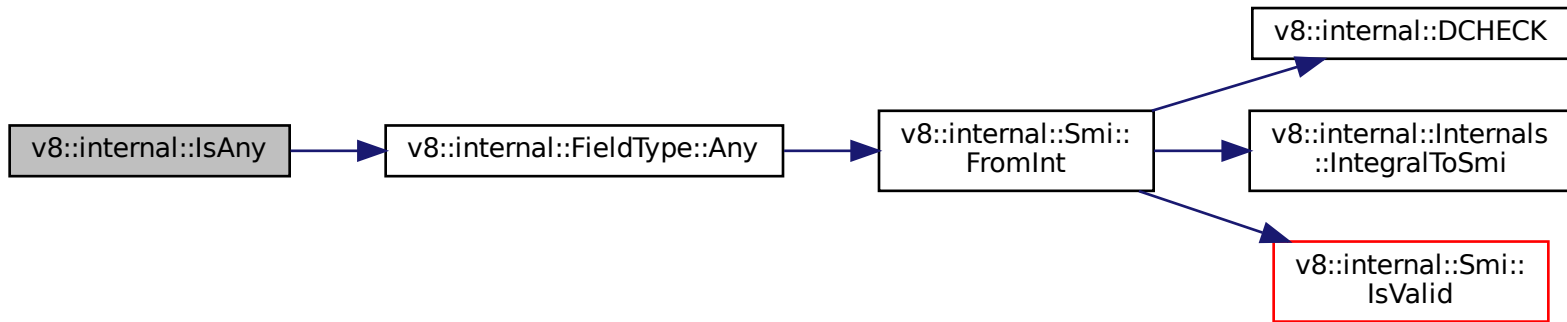 v8::internal::IsAny
v8::internal::FieldType::Any
v8::internal::Smi::
FromInt
v8::internal::DCHECK
v8::internal::Internals
::IntegralToSmi
v8::internal::Smi::
IsValid